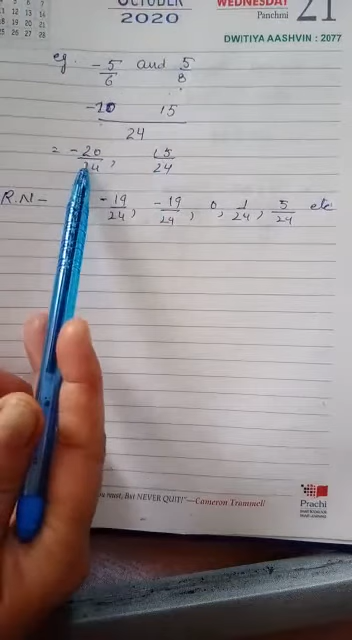 OCTOBER
2020
WEDNESDAY
21
Panchmi
DWITIYA AASHVIN : 2077
eg. -5/6 and 5/8
-20 15
24
= -20/24, 15/24
R.N - -19/24, -19/24, 0, 1/24, 5/24 etc
must, But NEVER QUIT!"—Cameron Trammell
Prachi